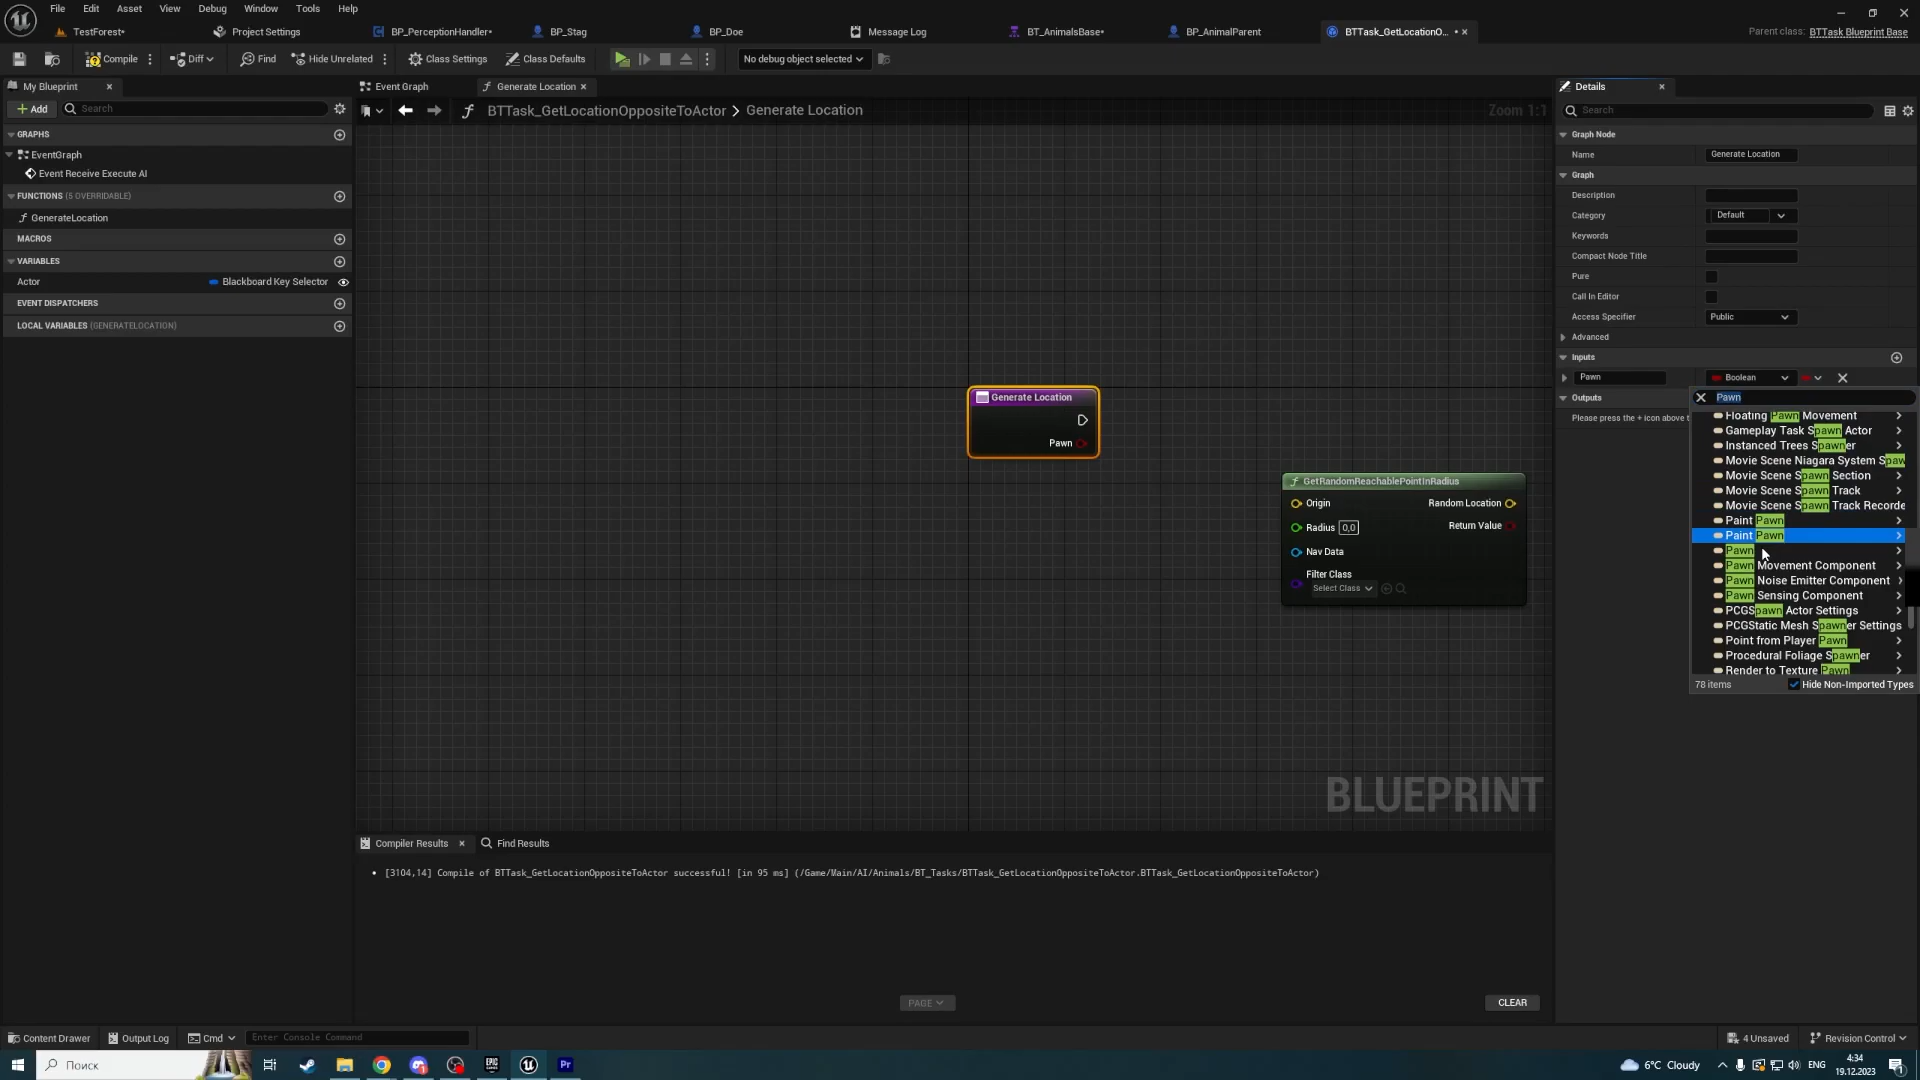 File Edit Asset View Window Debug Tools Help
TestForest* Project Settings BP_PerceptionHandler* BP_Stag BP_Doe Message Log BT_AnimalsBase* BP_AnimalParent BTTask_GetLocationO... • Parent class: BTTask Blueprint Base
Compile Diff Find Hide Unrelated Class Settings Class Defaults No debug object selected
My Blueprint
Add Search
GRAPHS
EventGraph
Event Receive Execute AI
FUNCTIONS (5 OVERRIDABLE)
GenerateLocation
MACROS
VARIABLES
Actor Blackboard Key Selector
EVENT DISPATCHERS
LOCAL VARIABLES (GENERATELOCATION)
Event Graph Generate Location
BTTask_GetLocationOppositeToActor > Generate Location Zoom 1:1
Generate Location
Pawn
GetRandomReachablePointInRadius
Origin Random Location
Radius 0,0 Return Value
Nav Data
Filter Class
Select Class
BLUEPRINT
Compiler Results Find Results
• [3104,14] Compile of BTTask_GetLocationOppositeToActor successful! [in 95 ms] (/Game/Main/AI/Animals/BT_Tasks/BTTask_GetLocationOppositeToActor.BTTask_GetLocationOppositeToActor)
PAGE CLEAR
Details
Search
Graph Node
Name Generate Location
Graph
Description
Category Default
Keywords
Compact Node Title
Pure
Call In Editor
Access Specifier Public
Advanced
Inputs
Pawn Boolean
Outputs
Please press the + icon above t
Pawn
Floating Pawn Movement
Gameplay Task Spawn Actor
Instanced Trees Spawner
Movie Scene Niagara System Spaw
Movie Scene Spawn Section
Movie Scene Spawn Track
Movie Scene Spawn Track Recorde
Paint Pawn
Paint Pawn
Pawn
Pawn Movement Component
Pawn Noise Emitter Component
Pawn Sensing Component
PCGSpawn Actor Settings
PCGStatic Mesh Spawner Settings
Point from Player Pawn
Procedural Foliage Spawner
Render to Texture Pawn
78 items Hide Non-Imported Types
Content Drawer Output Log Cmd Enter Console Command 4 Unsaved Revision Control
Поиск EPIC Pr 6°C Cloudy ENG 4:34
19.12.2023